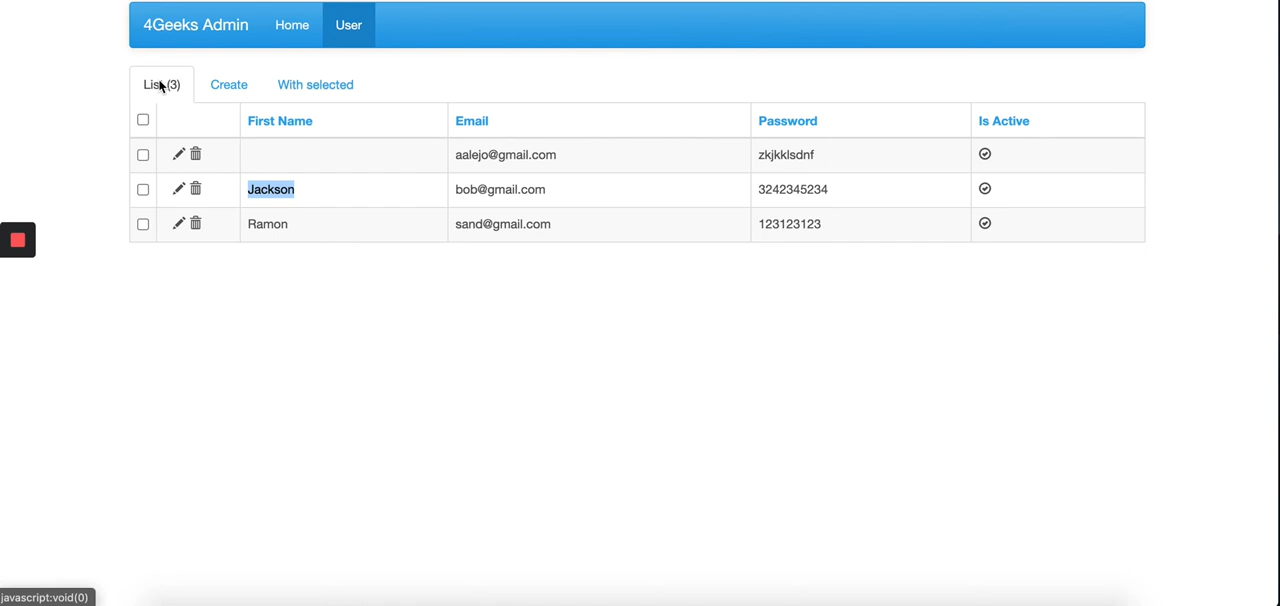 4Geeks Admin Home User
List (3) Create With selected
First Name Email Password Is Active
aalejo@gmail.com zkjkklsdnf
Jackson bob@gmail.com 3242345234
Ramon sand@gmail.com 123123123
javascript:void(0)